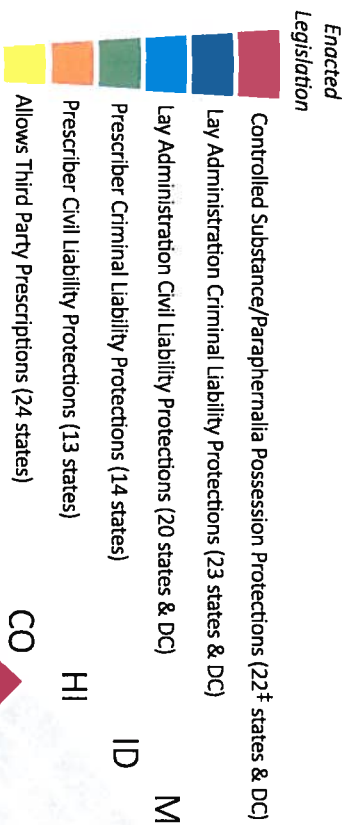 Enacted
Legislation
Controlled Substance/Paraphernalia Possession Protections (22‡ states & DC)
Lay Administration Criminal Liability Protections (23 states & DC)
Lay Administration Civil Liability Protections (20 states & DC)
Prescriber Criminal Liability Protections (14 states)
Prescriber Civil Liability Protections (13 states)
Allows Third Party Prescriptions (24 states)
M
ID
HI
CO